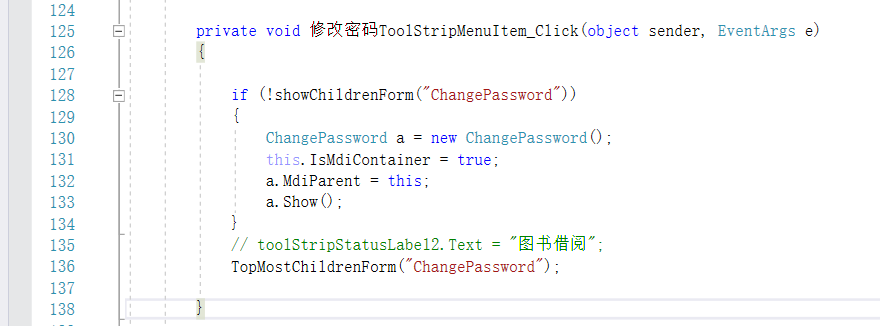 124
125 private void 修改密码ToolStripMenuItem_Click(object sender, EventArgs e)
126 {
127
128 if (!showChildrenForm("ChangePassword"))
129 {
130 ChangePassword a = new ChangePassword();
131 this.IsMdiContainer = true;
132 a.MdiParent = this;
133 a.Show();
134 }
135 // toolStripStatusLabel2.Text = "图书借阅";
136 TopMostChildrenForm("ChangePassword");
137
138 }